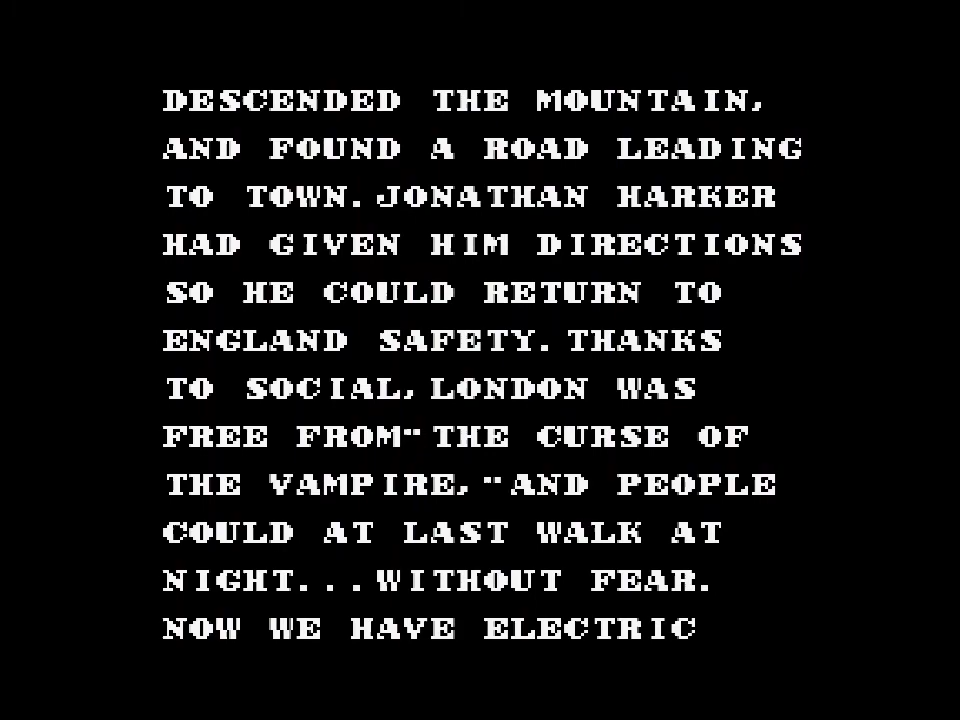 DESCENDED THE MOUNTAIN,
AND FOUND A ROAD LEADING
TO TOWN. JONATHAN HARKER
HAD GIVEN HIM DIRECTIONS
SO HE COULD RETURN TO
ENGLAND SAFETY. THANKS
TO SOCIAL, LONDON WAS
FREE FROM" THE CURSE OF
THE VAMPIRE, "AND PEOPLE
COULD AT LAST WALK AT
NIGHT...WITHOUT FEAR.
NOW WE HAVE ELECTRIC